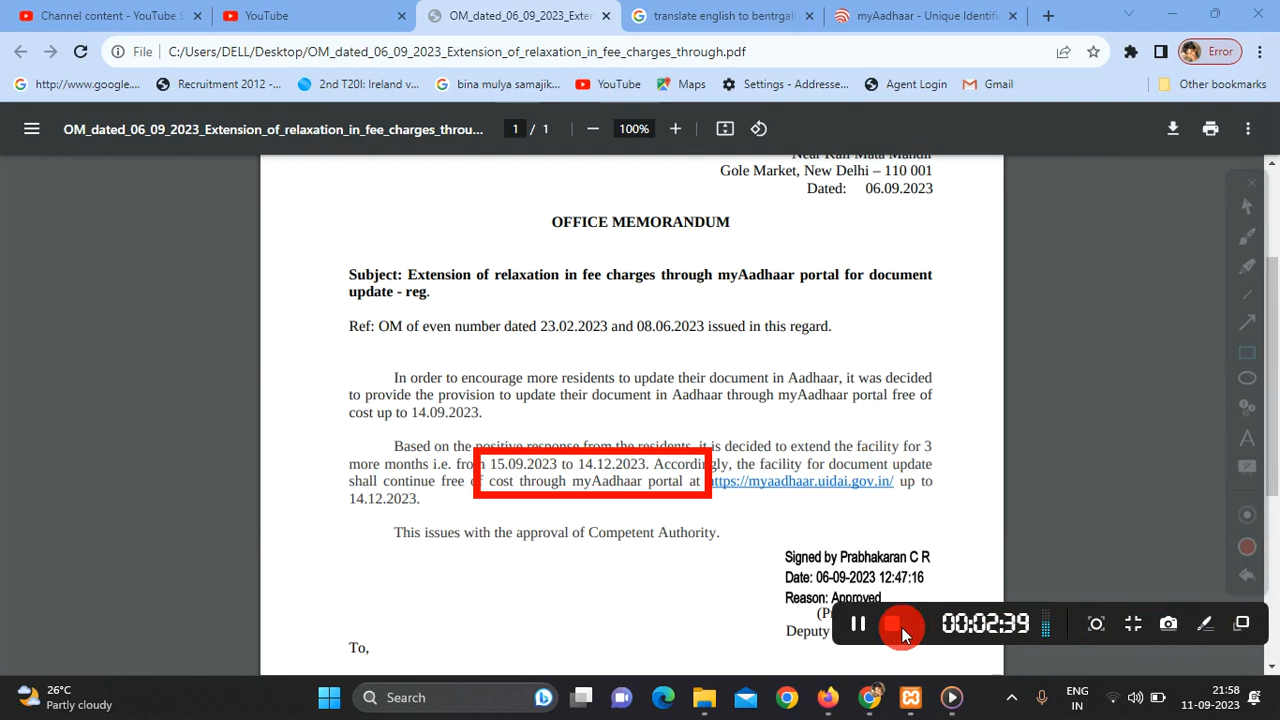 Channel content - YouTube S
YouTube
OM_dated_06_09_2023_Exten
translate english to bentrgali
myAadhaar - Unique Identifi
File C:/Users/DELL/Desktop/OM_dated_06_09_2023_Extension_of_relaxation_in_fee_charges_through.pdf
Error
http://www.google....
Recruitment 2012 -...
2nd T20I: Ireland v...
bina mulya samajik...
YouTube
Maps
Settings - Addresse...
Agent Login
Gmail
Other bookmarks
OM_dated_06_09_2023_Extension_of_relaxation_in_fee_charges_throu...
1 / 1
100%
Near Kali Mata Mandir
Gole Market, New Delhi – 110 001
Dated: 06.09.2023
OFFICE MEMORANDUM
Subject: Extension of relaxation in fee charges through myAadhaar portal for document
update - reg.
Ref: OM of even number dated 23.02.2023 and 08.06.2023 issued in this regard.
In order to encourage more residents to update their document in Aadhaar, it was decided
to provide the provision to update their document in Aadhaar through myAadhaar portal free of
cost up to 14.09.2023.
Based on the positive response from the residents, it is decided to extend the facility for 3
more months i.e. from 15.09.2023 to 14.12.2023. Accordingly, the facility for document update
shall continue free of cost through myAadhaar portal at https://myaadhaar.uidai.gov.in/ up to
14.12.2023.
This issues with the approval of Competent Authority.
Signed by Prabhakaran C R
Date: 06-09-2023 12:47:16
Reason: Approved
Deputy
To,
00:02:39
26°C
Partly cloudy
Search
ENG
IN
21:58
11-09-2023